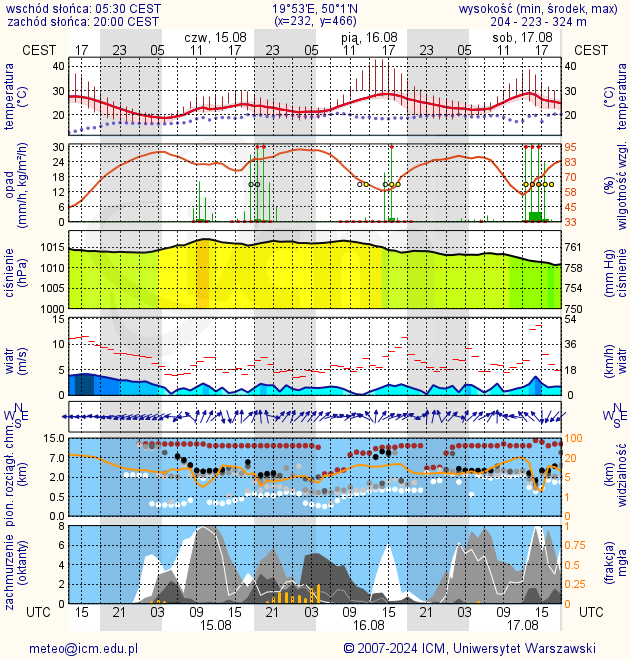 wschód słońca: 05:30 CEST
19°53'E, 50°1'N
wysokość (min, środek, max)
zachód słońca: 20:00 CEST
(x=232, y=466)
204 - 223 - 324 m
czw, 15.08
pią, 16.08
sob, 17.08
CEST 17 23 05 11 17 23 05 11 17 23 05 11 17 CEST
temperatura (°C)
40
30
20
40
30
20
temperatura (°C)
opad (mm/h, kg/m²/h)
30
24
18
12
6
0
95
83
70
58
45
33
(%) wilgotność wzgl.
ciśnienie (hPa)
1015
1010
1005
1000
761
758
754
750
(mm Hg) ciśnienie
wiatr (m/s)
15
10
5
0
54
36
18
0
(km/h) wiatr
N
W E
S
N
W E
S
pion. rozciągł. chm. (km)
15.0
7.0
2.0
0.5
0.0
100
20
5
1
0
(km) widzialność
zachmurzenie (oktanty)
8
6
4
2
0
1
0.75
0.5
0.25
0
(frakcja) mgła
UTC 15 21 03 09 15 21 03 09 15 21 03 09 15 UTC
15.08
16.08
17.08
meteo@icm.edu.pl
© 2007-2024 ICM, Uniwersytet Warszawski